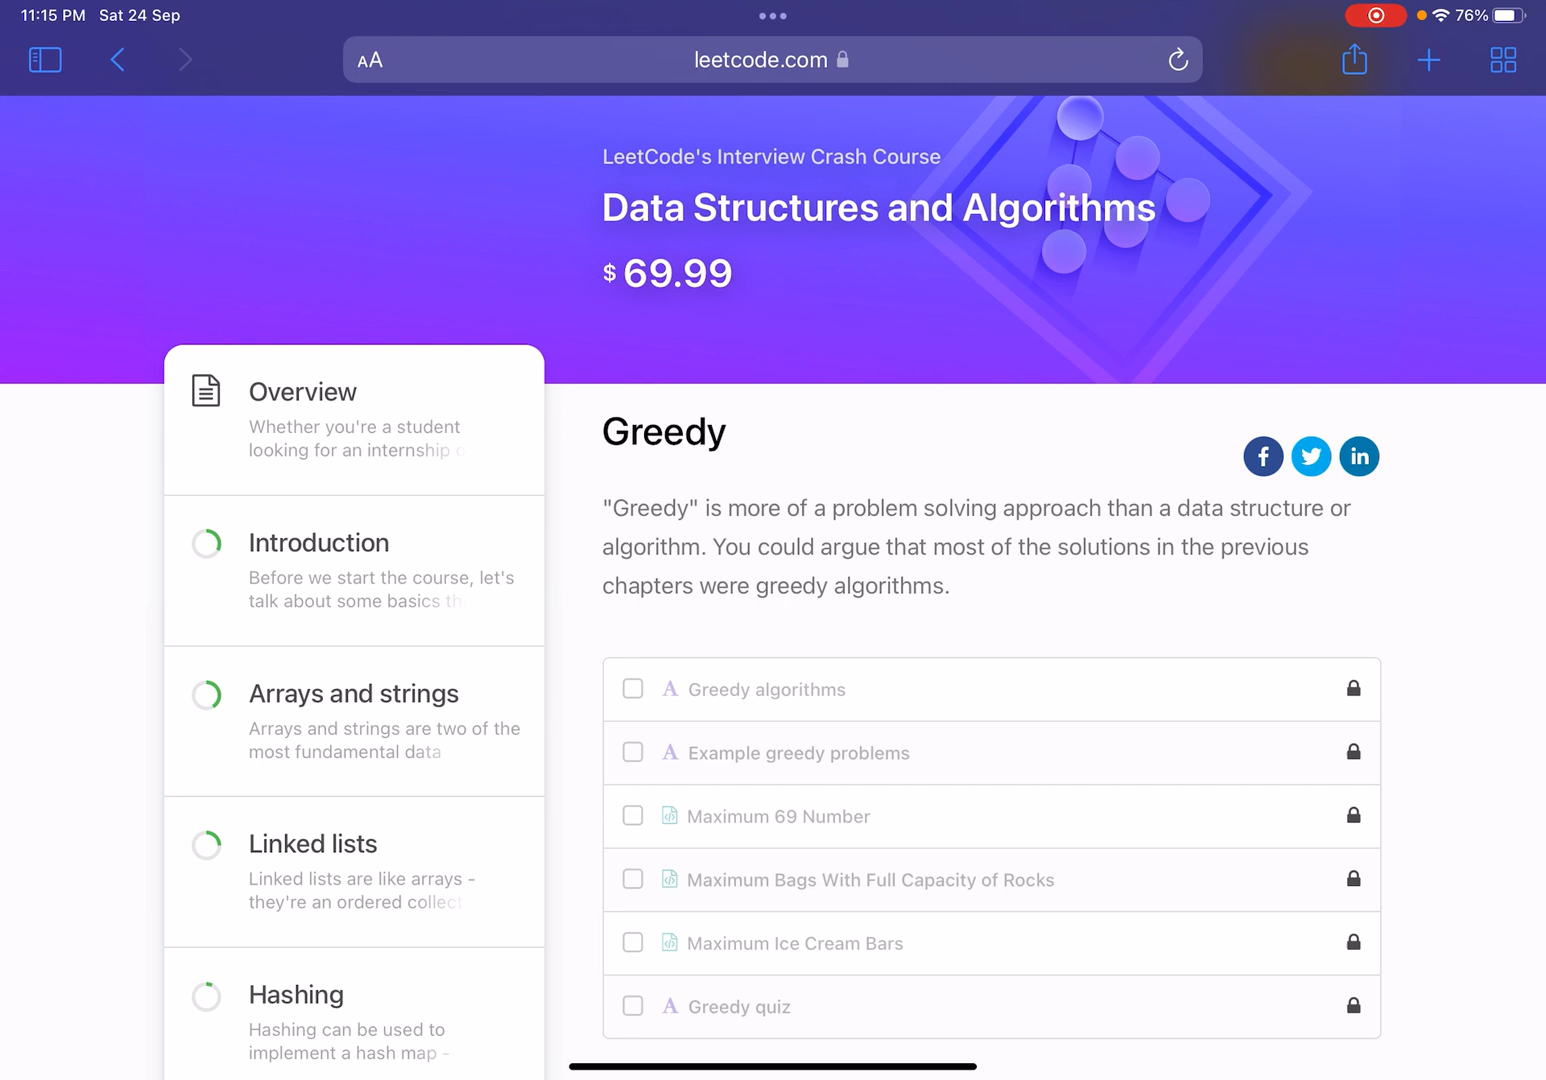 11:15 PM Sat 24 Sep
76%
AA
leetcode.com
LeetCode's Interview Crash Course
Data Structures and Algorithms
$ 69.99
Overview
Whether you're a student
looking for an internship o
Introduction
Before we start the course, let's
talk about some basics th
Arrays and strings
Arrays and strings are two of the
most fundamental data
Linked lists
Linked lists are like arrays -
they're an ordered collect
Hashing
Hashing can be used to
implement a hash map -
Greedy
f
in
"Greedy" is more of a problem solving approach than a data structure or
algorithm. You could argue that most of the solutions in the previous
chapters were greedy algorithms.
A Greedy algorithms
A Example greedy problems
Maximum 69 Number
Maximum Bags With Full Capacity of Rocks
Maximum Ice Cream Bars
A Greedy quiz